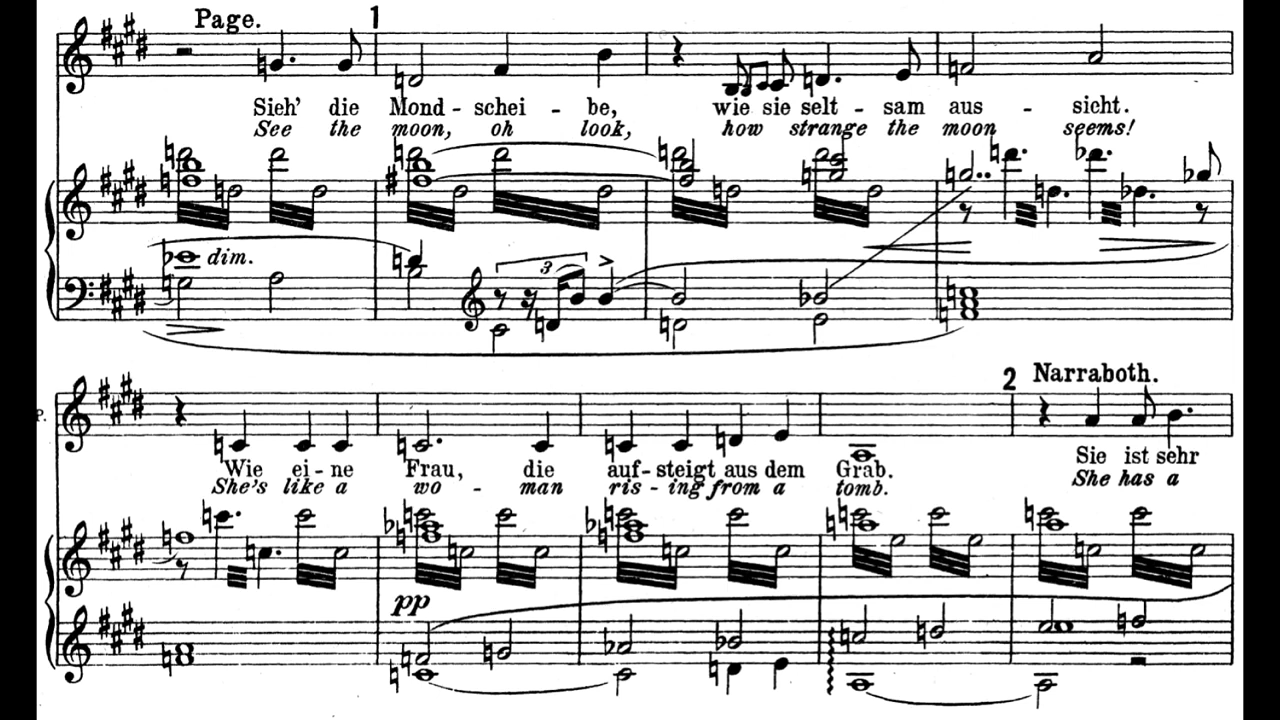 Page. 1
Sieh' die Mond - schei - be, wie sie selt - sam aus - sicht.
See the moon, oh look, how strange the moon seems!
dim.
3
2 Narraboth.
P.
Wie ei - ne Frau, die auf - steigt aus dem Grab. Sie ist sehr
She's like a wo - man ris - ing from a tomb. She has a
pp